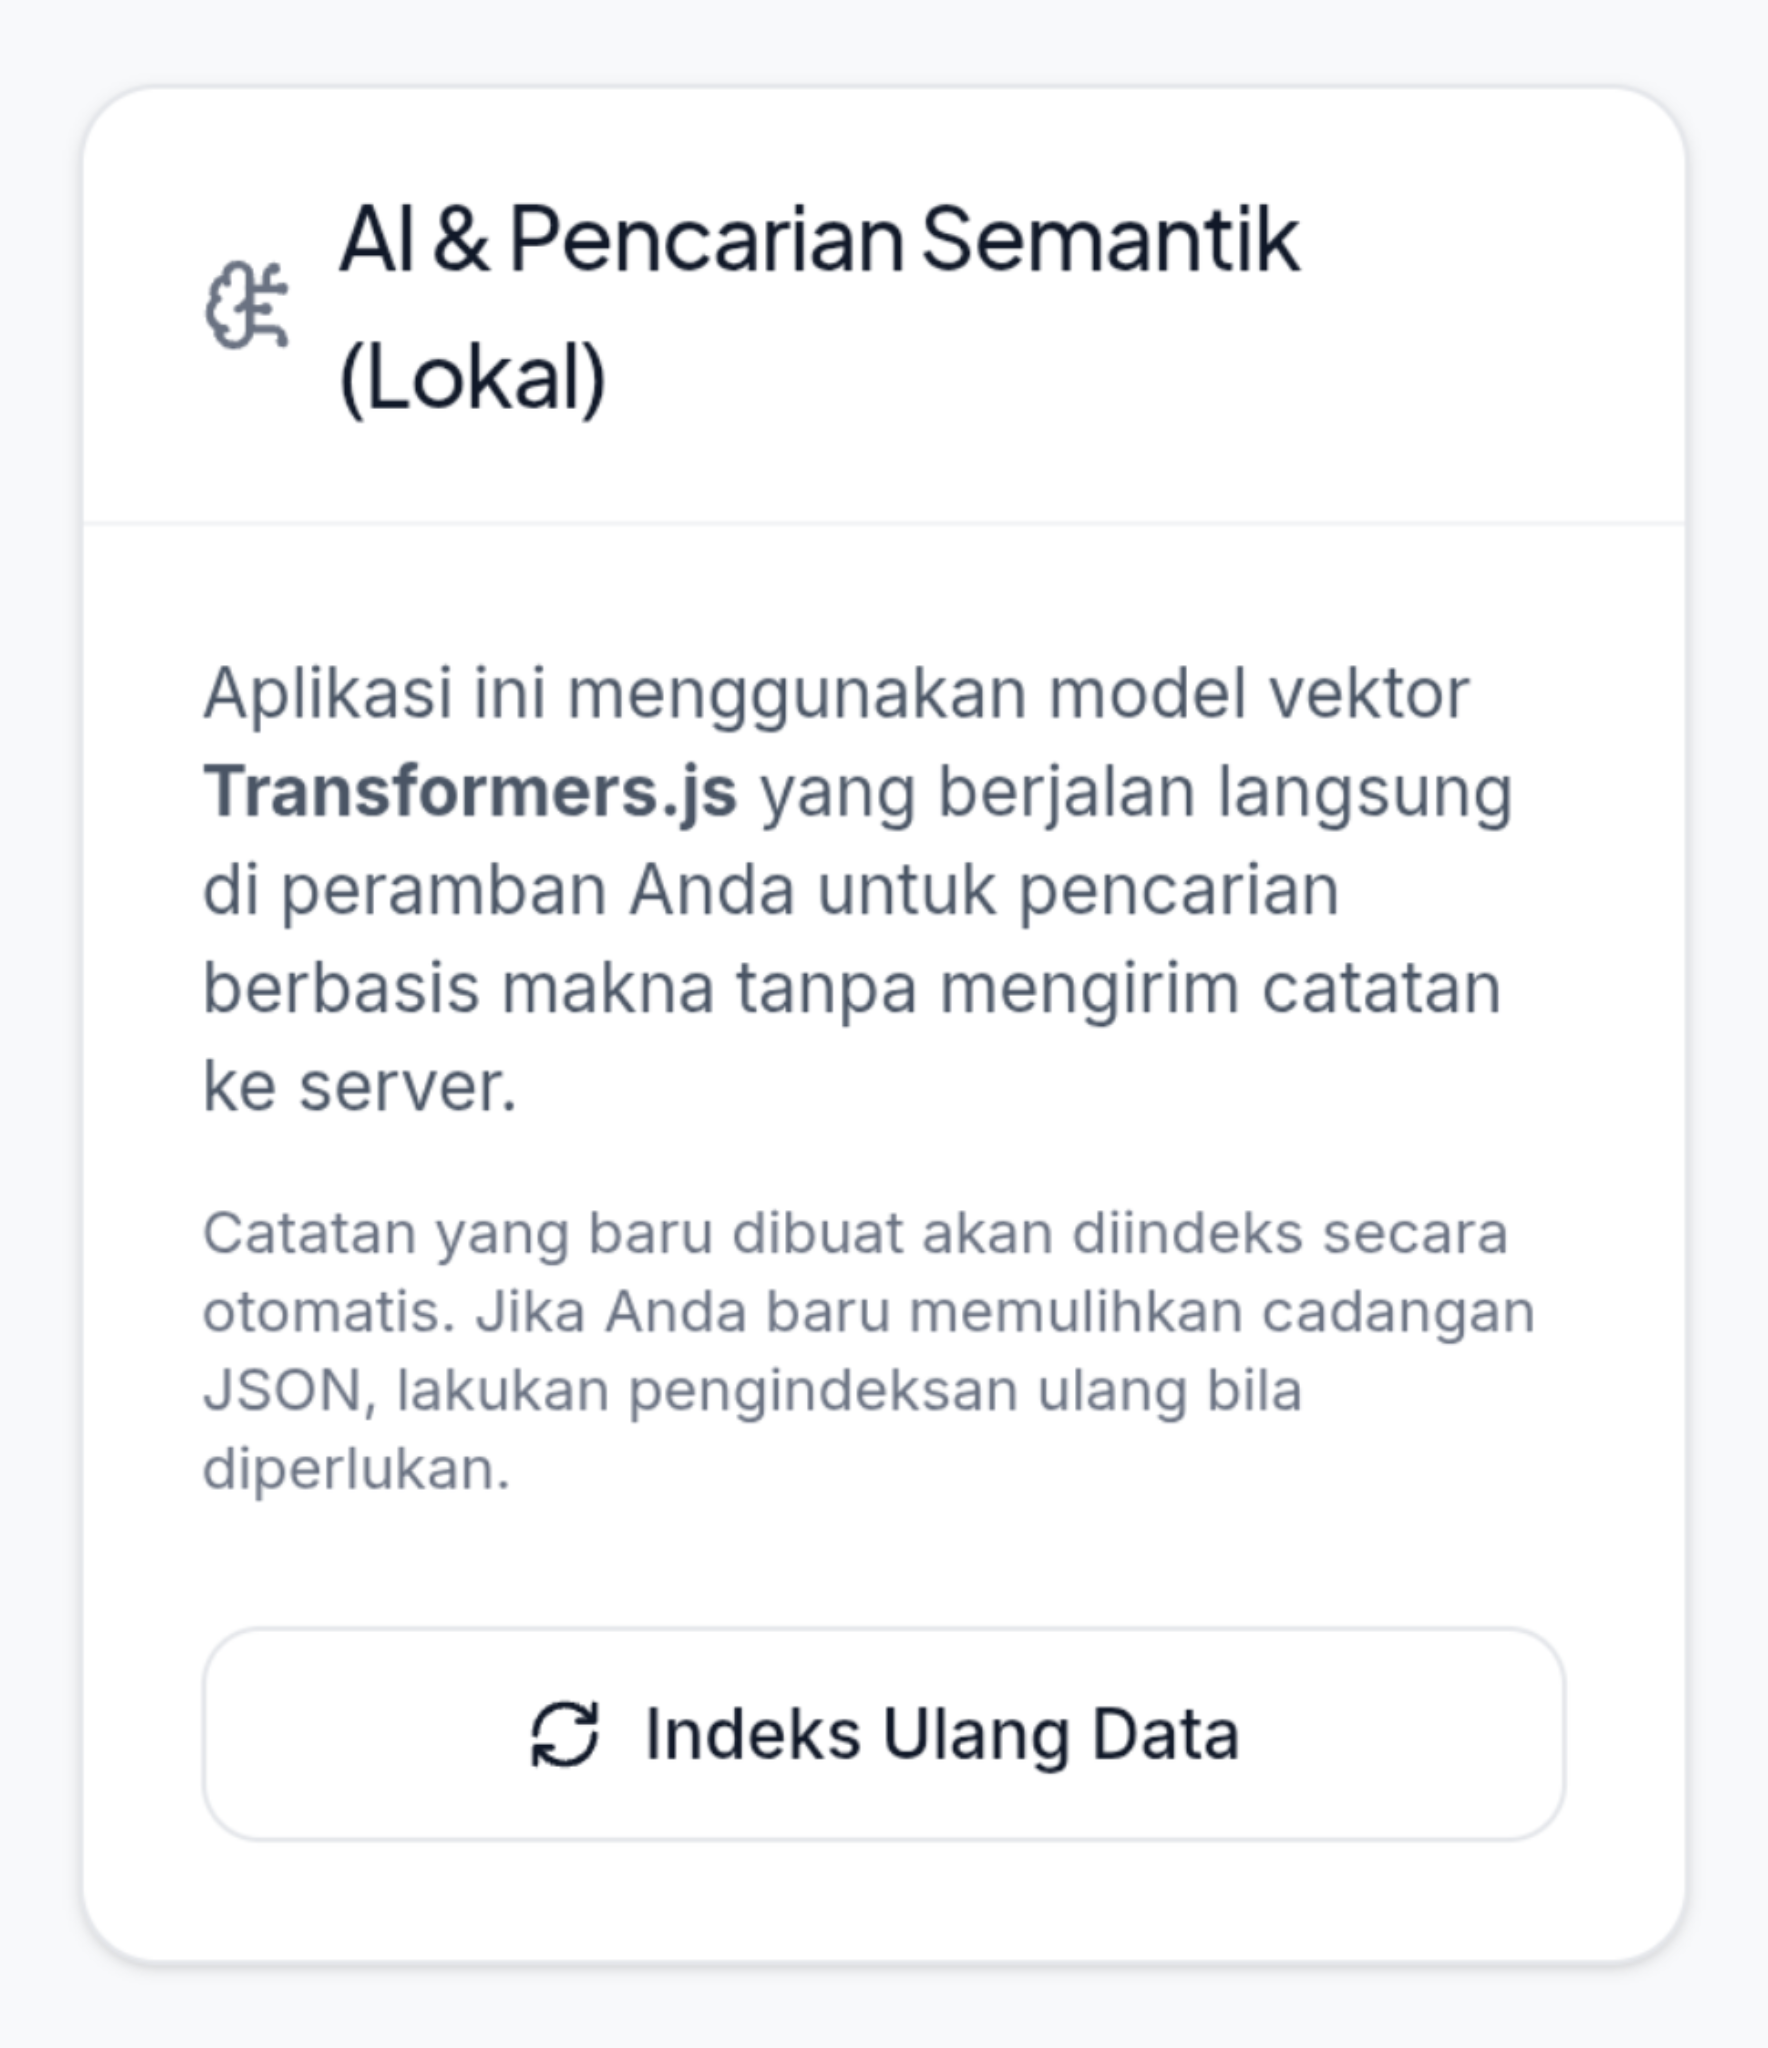 AI & Pencarian Semantik
(Lokal)
Aplikasi ini menggunakan model vektor
Transformers.js yang berjalan langsung
di peramban Anda untuk pencarian
berbasis makna tanpa mengirim catatan
ke server.
Catatan yang baru dibuat akan diindeks secara
otomatis. Jika Anda baru memulihkan cadangan
JSON, lakukan pengindeksan ulang bila
diperlukan.
Indeks Ulang Data